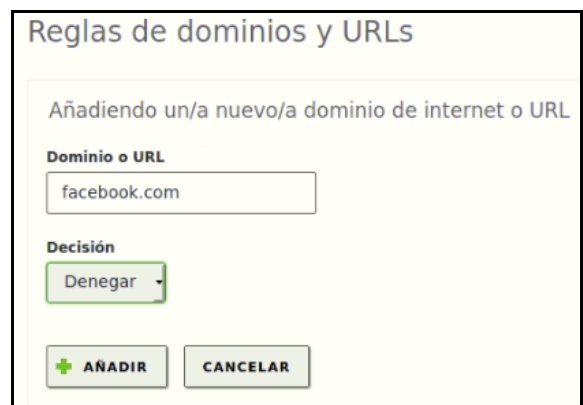 Reglas de dominios y URLs
Añadiendo un/a nuevo/a dominio de internet o URL
Dominio o URL
facebook.com
Decisión
Denegar
AÑADIR CANCELAR